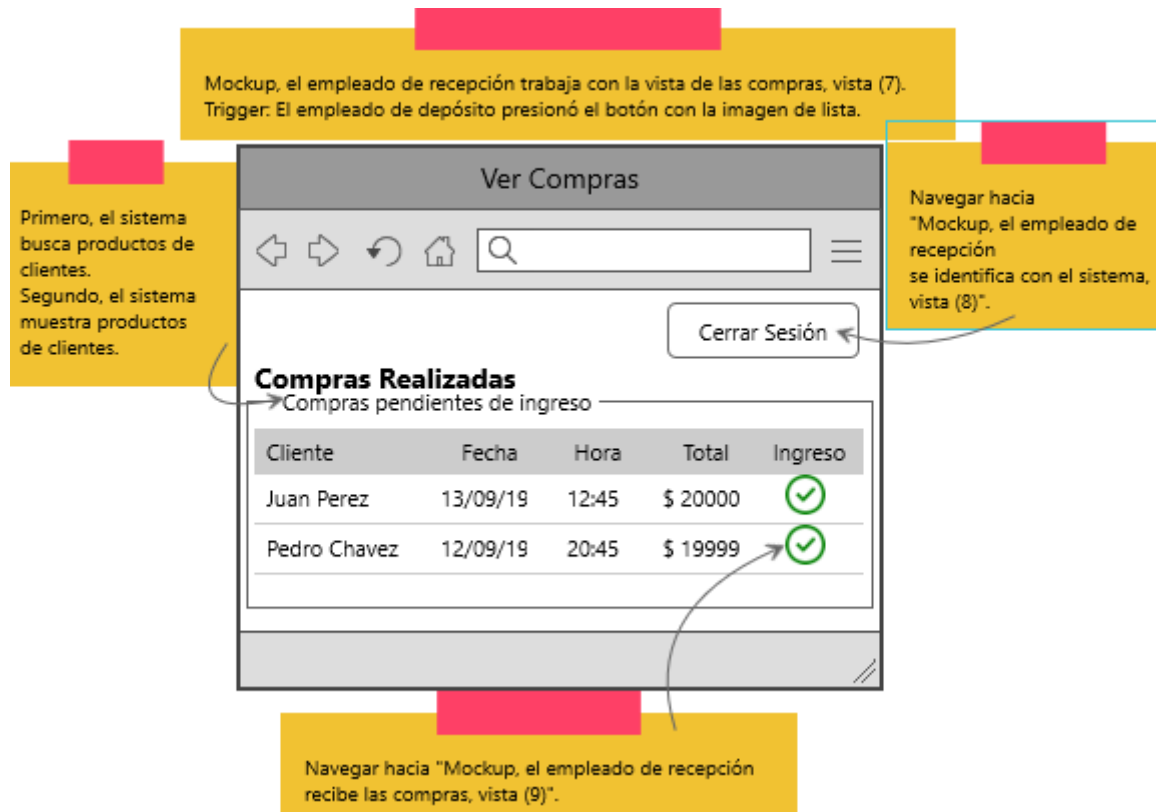 Mockup, el empleado de recepción trabaja con la vista de las compras, vista (7).
Trigger: El empleado de depósito presionó el botón con la imagen de lista.
Primero, el sistema
busca productos de
clientes.
Segundo, el sistema
muestra productos
de clientes.
Ver Compras
Navegar hacia
"Mockup, el empleado de
recepción
se identifica con el sistema,
vista (8)".
Cerrar Sesión
Compras Realizadas
Compras pendientes de ingreso
Cliente Fecha Hora Total Ingreso
Juan Perez 13/09/19 12:45 $ 20000
Pedro Chavez 12/09/19 20:45 $ 19999
Navegar hacia "Mockup, el empleado de recepción
recibe las compras, vista (9)".